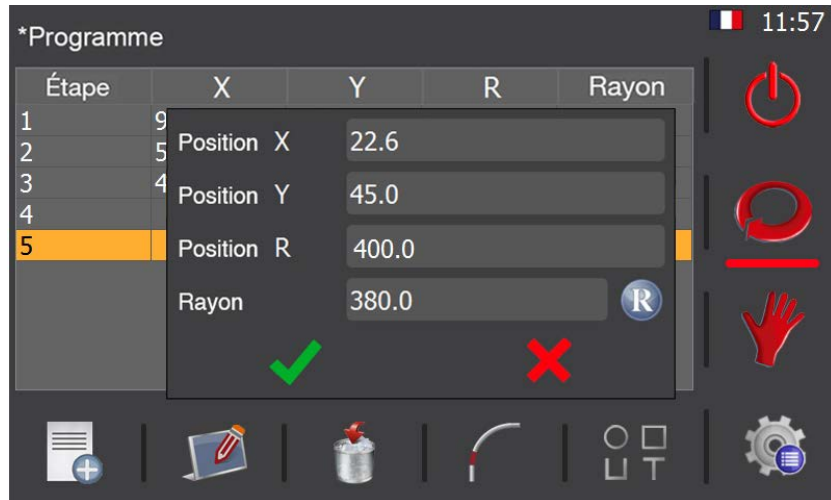 *Programme
11:57
Étape X Y R Rayon
1 9
2 5
3 4
4
5
Position X 22.6
Position Y 45.0
Position R 400.0
Rayon 380.0 R